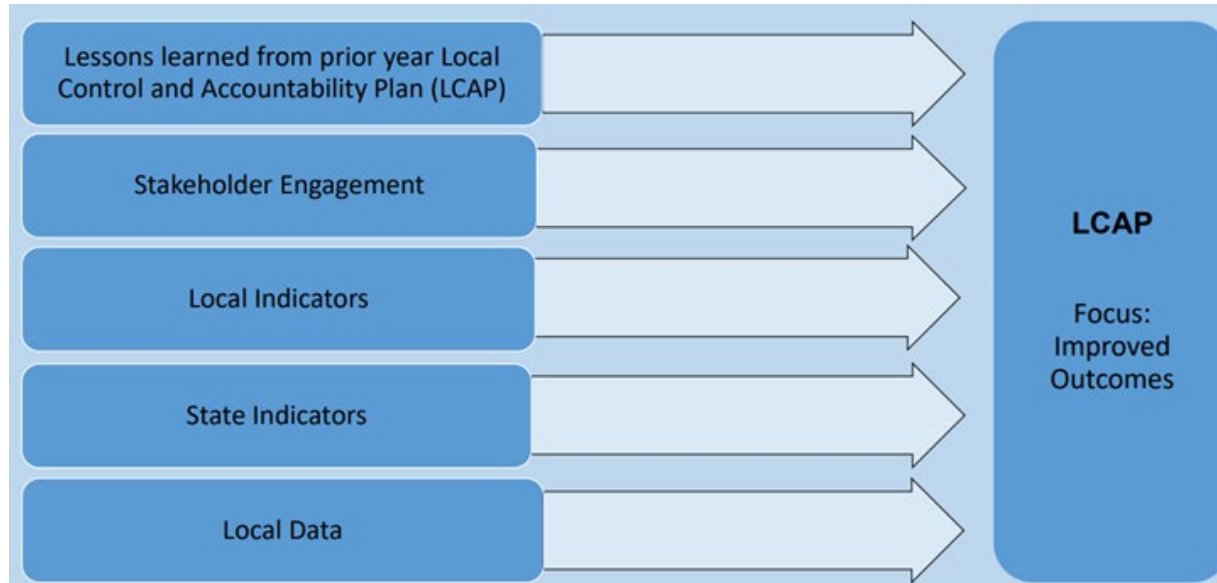 Lessons learned from prior year Local
Control and Accountability Plan (LCAP)
Stakeholder Engagement
Local Indicators
State Indicators
Local Data
LCAP
Focus:
Improved
Outcomes